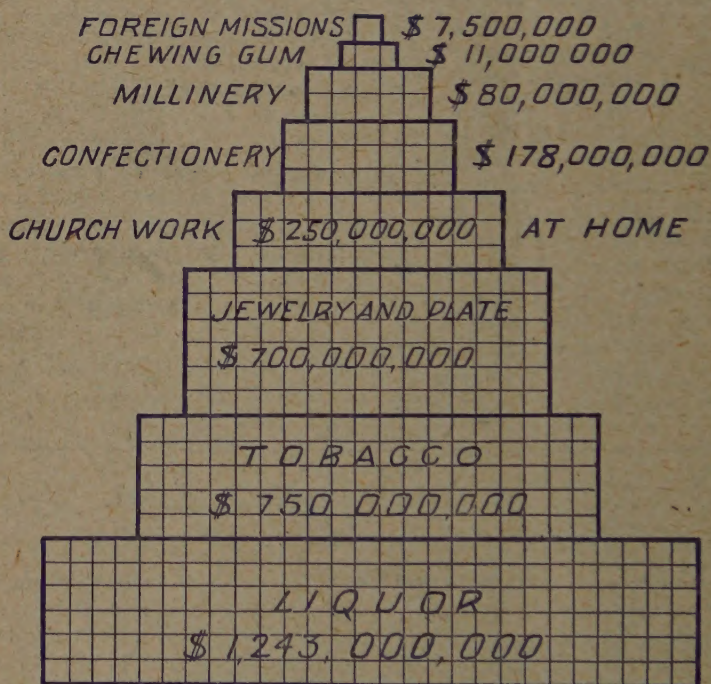 FOREIGN MISSIONS $ 7,500,000
CHEWING GUM $ 11,000 000
MILLINERY $ 80,000,000
CONFECTIONERY $ 178,000,000
CHURCH WORK $ 250,000,000 AT HOME
JEWELRY AND PLATE
$ 700,000,000
TOBACCO
$ 750 000,000
LIQUOR
$ 1,243,000,000